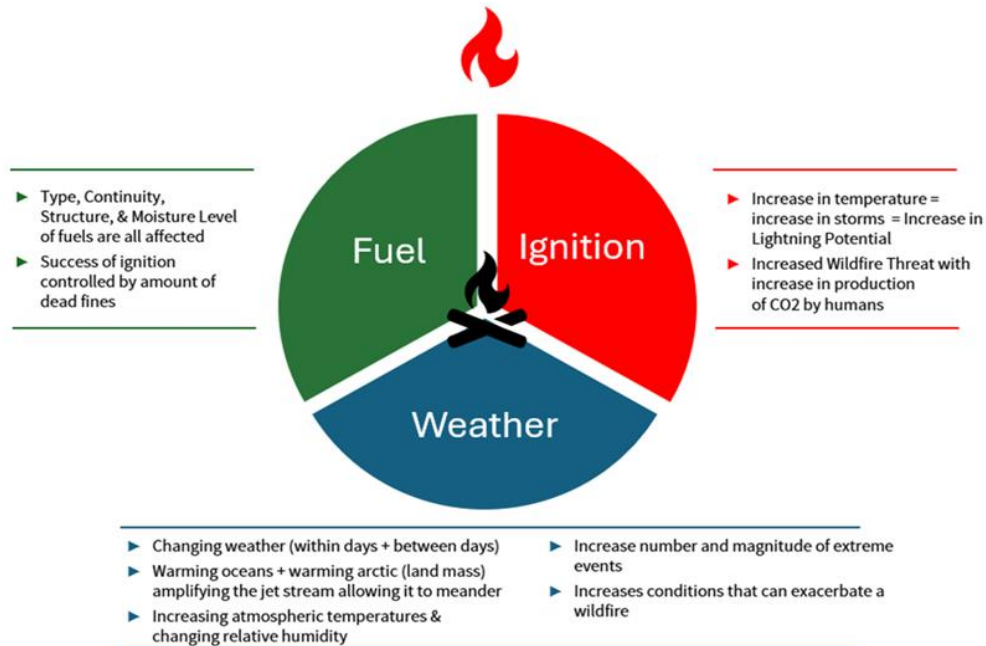 Fuel
Ignition
Weather
► Type, Continuity,
Structure, & Moisture Level
of fuels are all affected
► Success of ignition
controlled by amount of
dead fines
► Increase in temperature =
increase in storms = Increase in
Lightning Potential
► Increased Wildfire Threat with
increase in production
of CO2 by humans
► Changing weather (within days + between days)
► Warming oceans + warming arctic (land mass)
amplifying the jet stream allowing it to meander
► Increasing atmospheric temperatures &
changing relative humidity
► Increase number and magnitude of extreme
events
► Increases conditions that can exacerbate a
wildfire